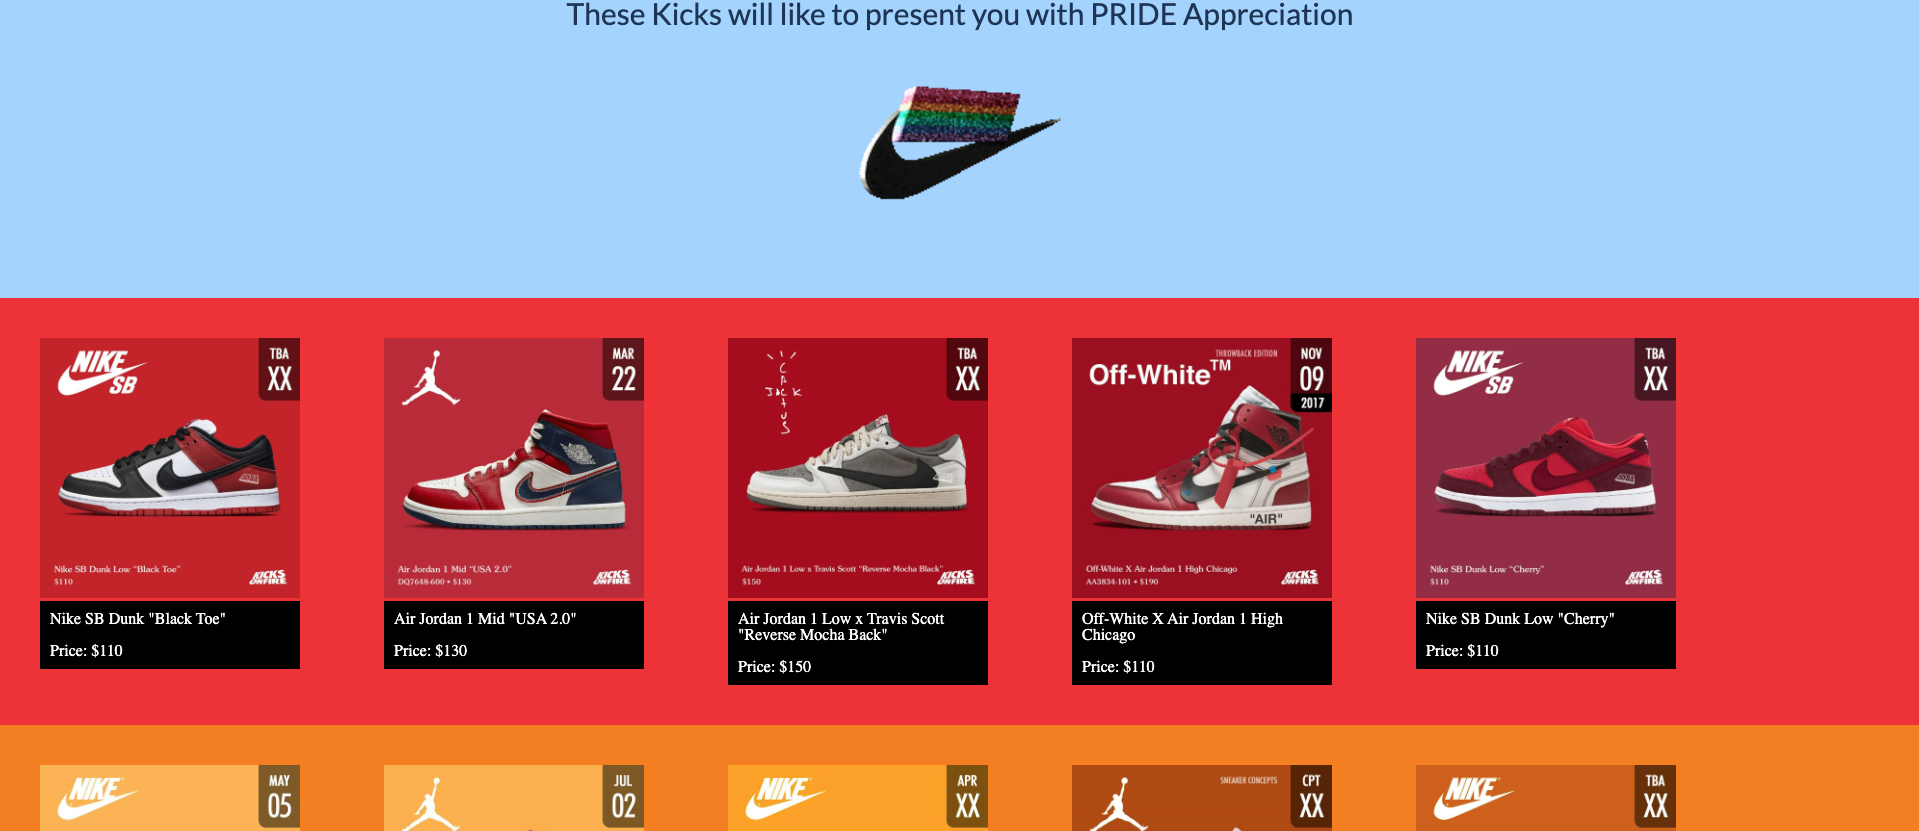 These Kicks will like to present you with PRIDE Appreciation
NIKE
SB
TBA
XX
Nike SB Dunk Low "Black Toe"
$110
KICKS
ONFIRE
Nike SB Dunk "Black Toe"
Price: $110
MAR
22
Air Jordan 1 Mid "USA 2.0"
DQ7648-600 • $130
KICKS
ONFIRE
Air Jordan 1 Mid "USA 2.0"
Price: $130
CACTUS
JACK
TBA
XX
Air Jordan 1 Low x Travis Scott "Reverse Mocha Black"
$150
KICKS
ONFIRE
Air Jordan 1 Low x Travis Scott
"Reverse Mocha Back"
Price: $150
THROWBACK EDITION
Off-White™
NOV
09
2017
"AIR"
Off-White X Air Jordan 1 High Chicago
AA3834-101 • $190
KICKS
ONFIRE
Off-White X Air Jordan 1 High
Chicago
Price: $110
NIKE
SB
TBA
XX
Nike SB Dunk Low "Cherry"
$110
KICKS
ONFIRE
Nike SB Dunk Low "Cherry"
Price: $110
NIKE
MAY
05
JUL
02
NIKE
APR
XX
SNEAKER CONCEPTS
CPT
XX
NIKE
TBA
XX